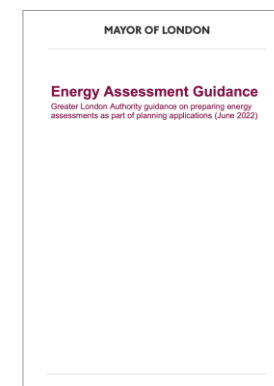 MAYOR OF LONDON
Energy Assessment Guidance
Greater London Authority guidance on preparing energy
assessments as part of planning applications (June 2022)